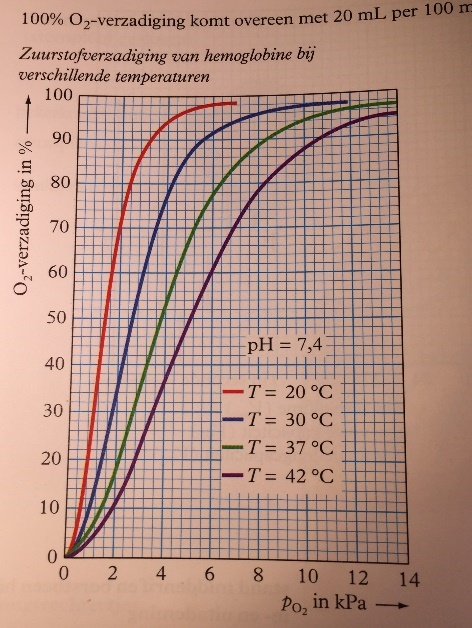 100% O₂-verzadiging komt overeen met 20 mL per 100 m
Zuurstofverzadiging van hemoglobine bij
verschillende temperaturen
O₂-verzadiging in %
100
90
80
70
60
50
40
30
20
10
0
pH = 7,4
T = 20 °C
T = 30 °C
T = 37 °C
T = 42 °C
0 2 4 6 8 10 12 14
pO₂ in kPa